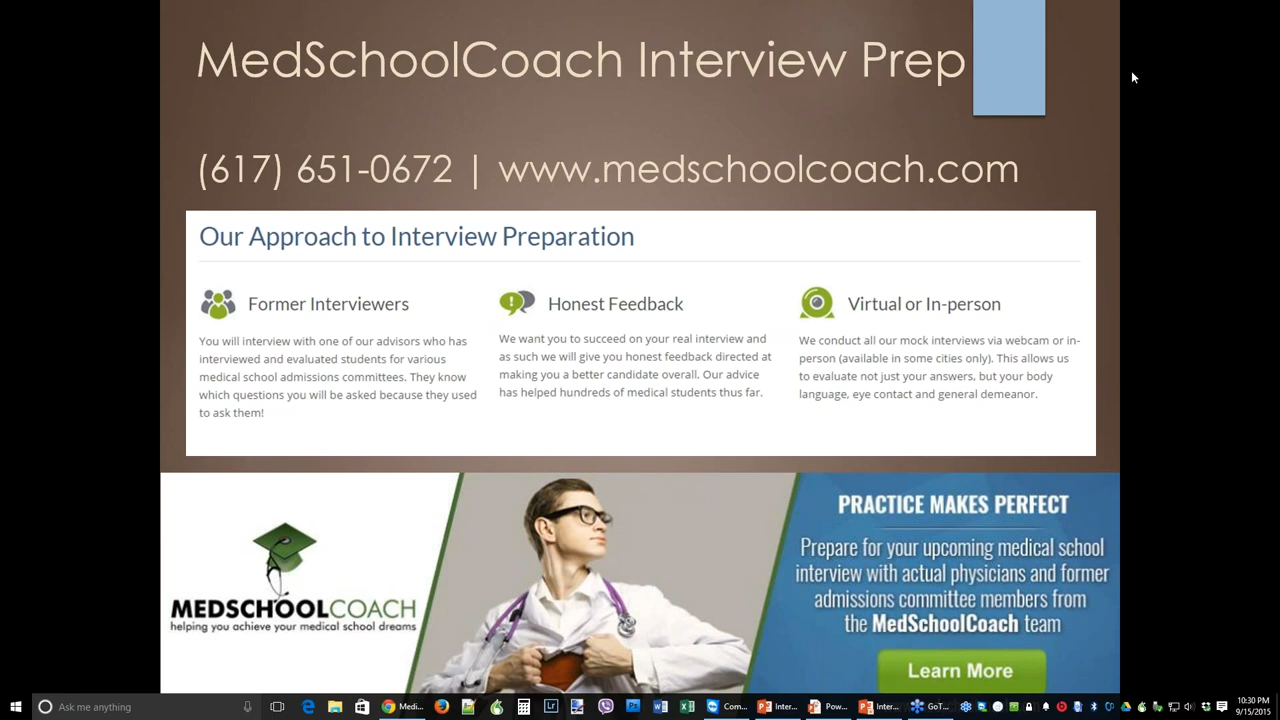 MedSchoolCoach Interview Prep
(617) 651-0672 | www.medschoolcoach.com
Our Approach to Interview Preparation
Former Interviewers
You will interview with one of our advisors who has
interviewed and evaluated students for various
medical school admissions committees. They know
which questions you will be asked because they used
to ask them!
Honest Feedback
We want you to succeed on your real interview and
as such we will give you honest feedback directed at
making you a better candidate overall. Our advice
has helped hundreds of medical students thus far.
Virtual or In-person
We conduct all our mock interviews via webcam or in-
person (available in some cities only). This allows us
to evaluate not just your answers, but your body
language, eye contact and general demeanor.
MEDSCHOOLCOACH
helping you achieve your medical school dreams
PRACTICE MAKES PERFECT
Prepare for your upcoming medical school
interview with actual physicians and former
admissions committee members from
the MedSchoolCoach team
Learn More
Ask me anything
Medi...
Com...
Inter...
Pow...
Inter...
GoT...
10:30 PM
9/15/2015